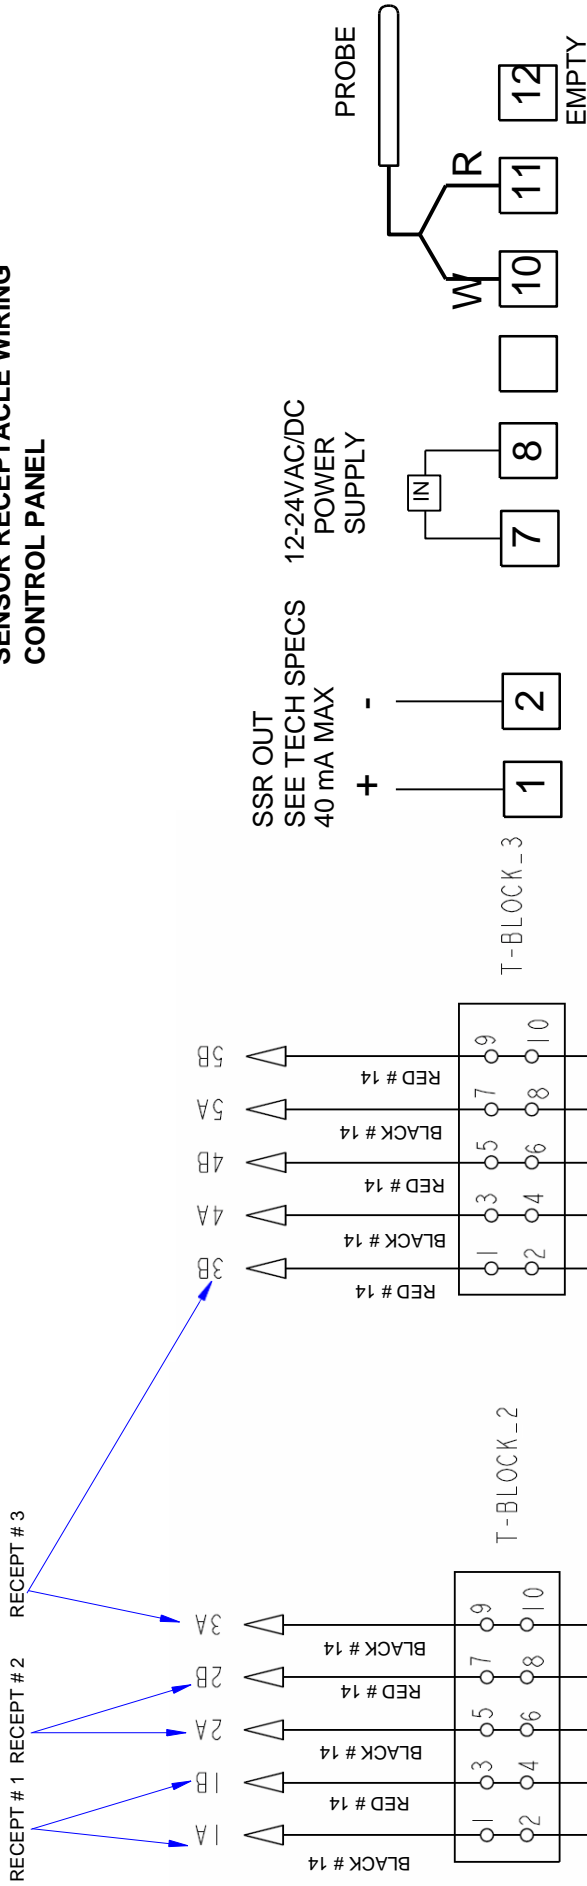 SENSOR RECEPTACLE WIRING
CONTROL PANEL
PROBE
R
W
12
EMPTY
11
10
12-24VAC/DC
POWER
SUPPLY
IN
8
7
SSR OUT
SEE TECH SPECS
40 mA MAX
+ -
1
2
T-BLOCK_3
3B
4A
4B
5A
5B
RED # 14
BLACK # 14
RED # 14
BLACK # 14
RED # 14
1 3 5 7 9
2 4 6 8 10
RECEPT # 1
RECEPT # 2
RECEPT # 3
T-BLOCK_2
1A
1B
2A
2B
3A
BLACK # 14
RED # 14
BLACK # 14
RED # 14
BLACK # 14
1 3 5 7 9
2 4 6 8 10